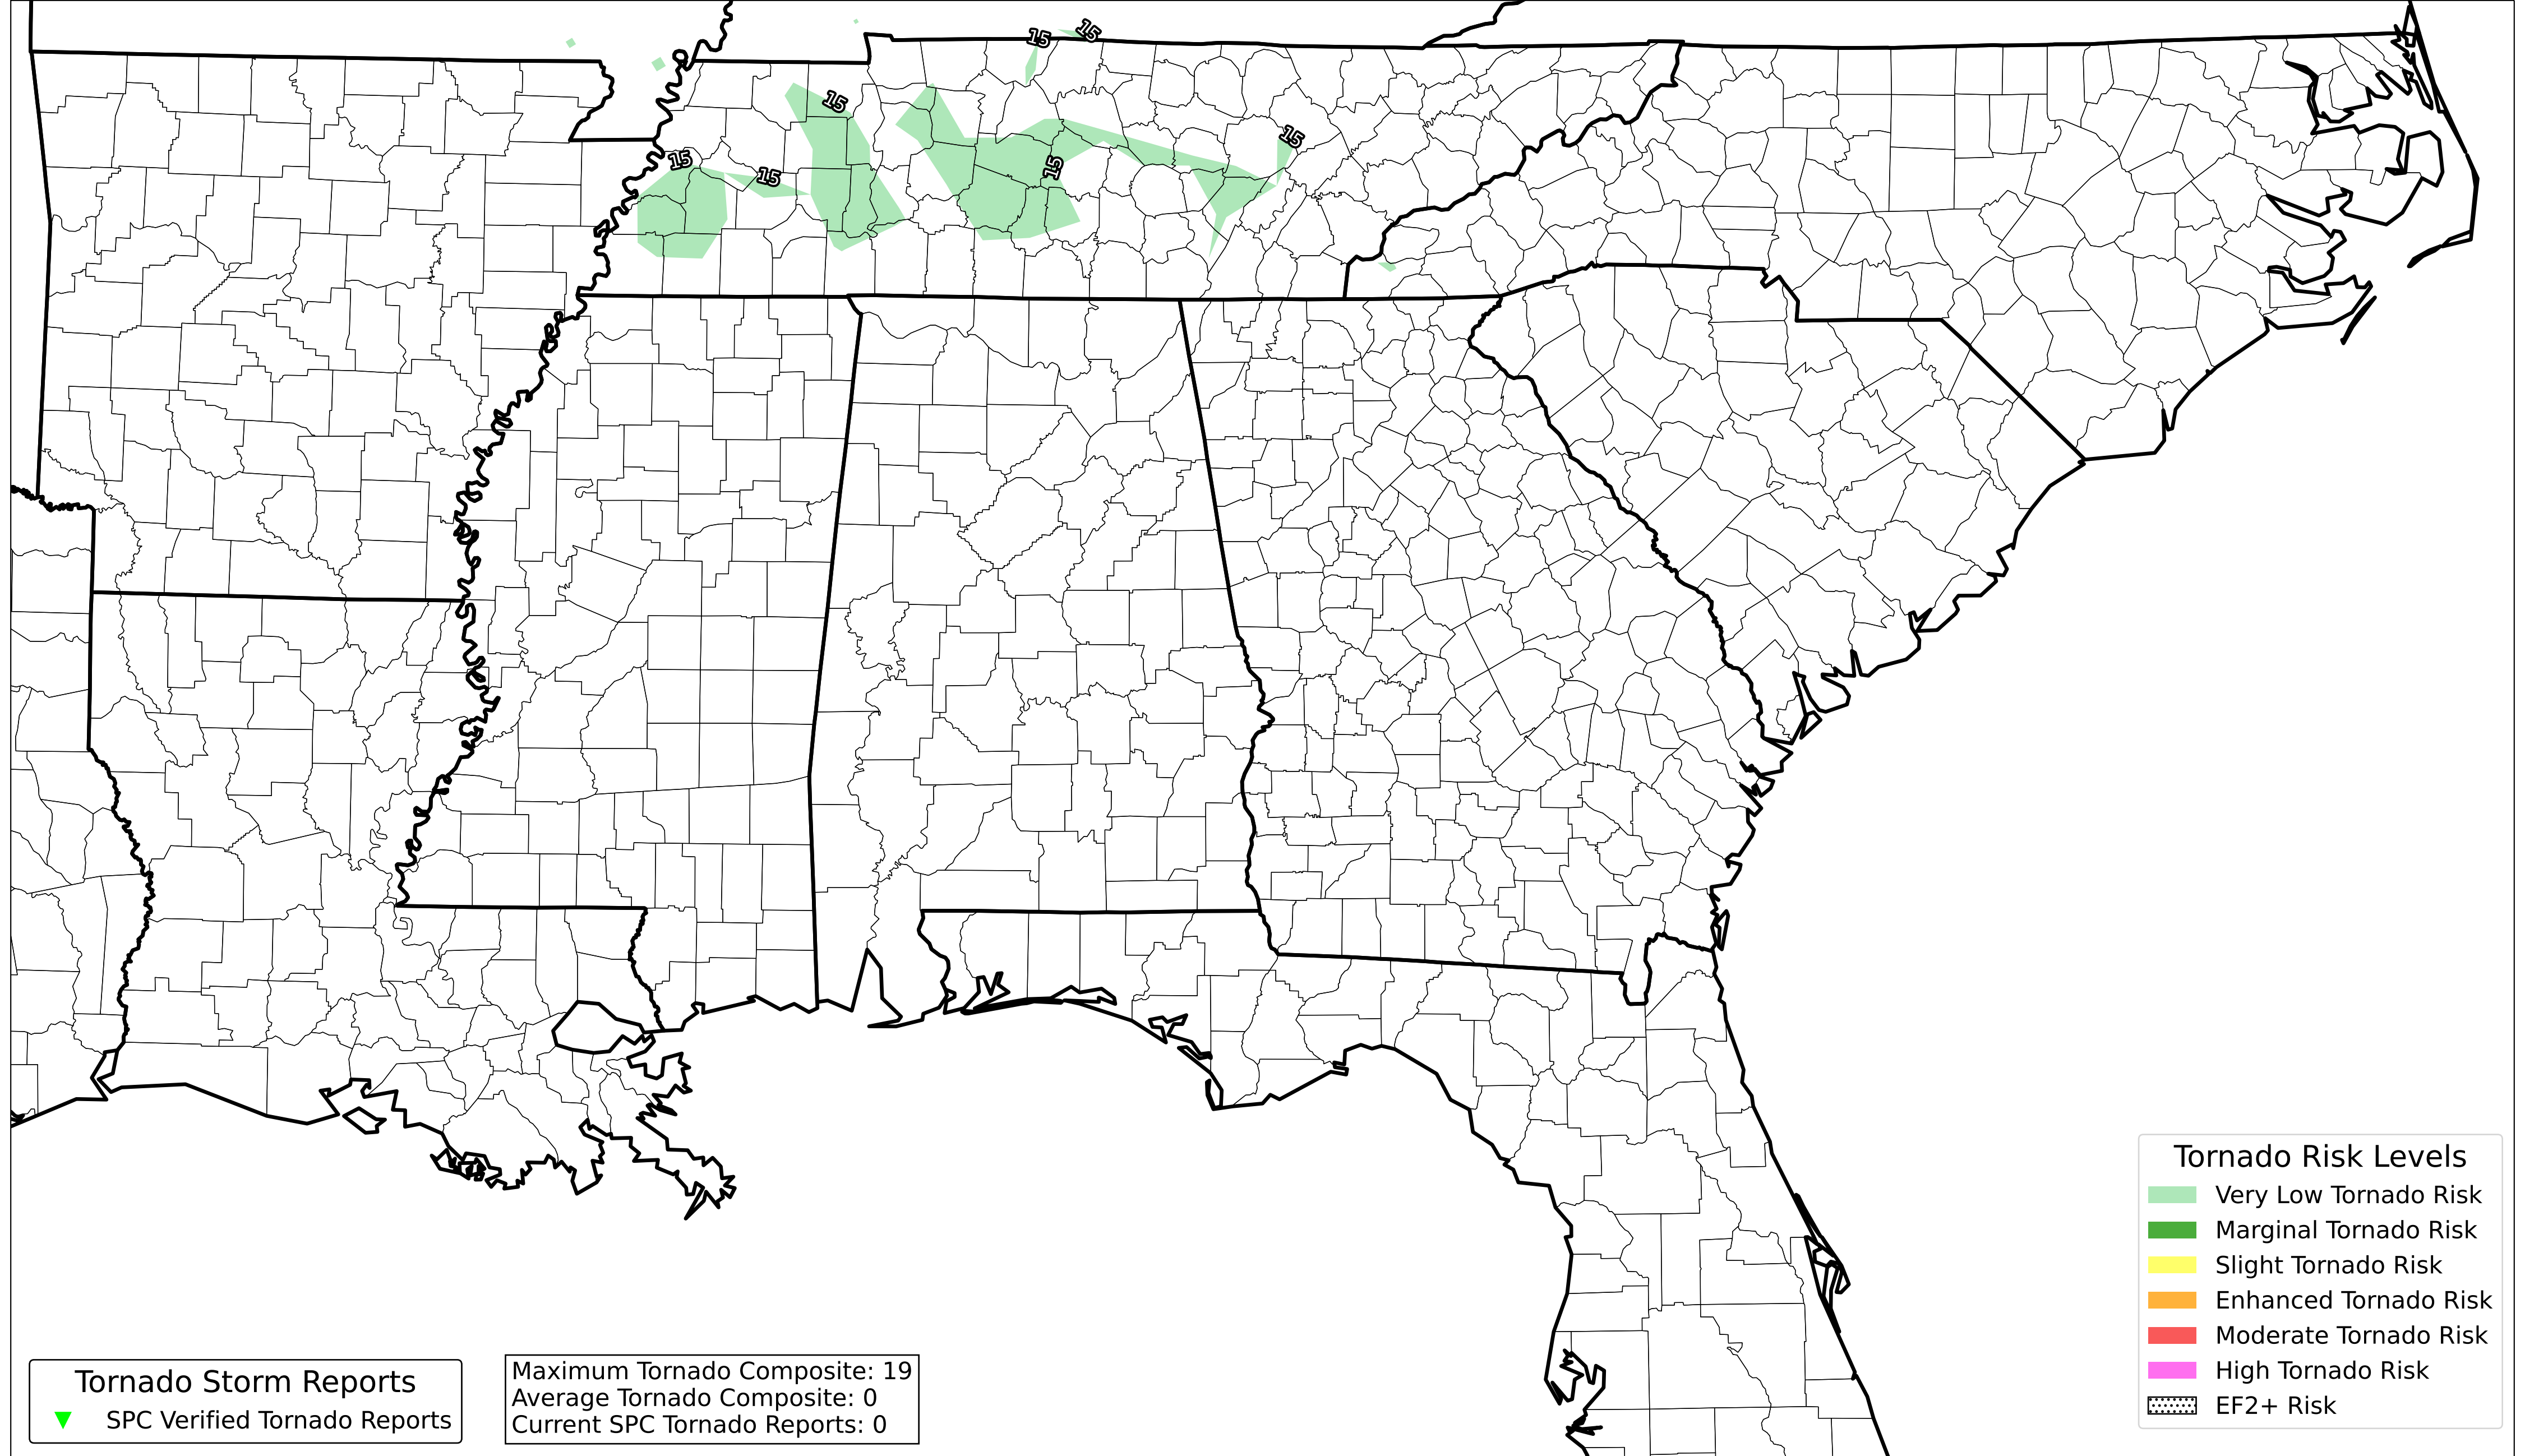 15
15
15
15
15
15
15
Tornado Risk Levels
Very Low Tornado Risk
Marginal Tornado Risk
Slight Tornado Risk
Enhanced Tornado Risk
Moderate Tornado Risk
High Tornado Risk
EF2+ Risk
Tornado Storm Reports
SPC Verified Tornado Reports
Maximum Tornado Composite: 19
Average Tornado Composite: 0
Current SPC Tornado Reports: 0